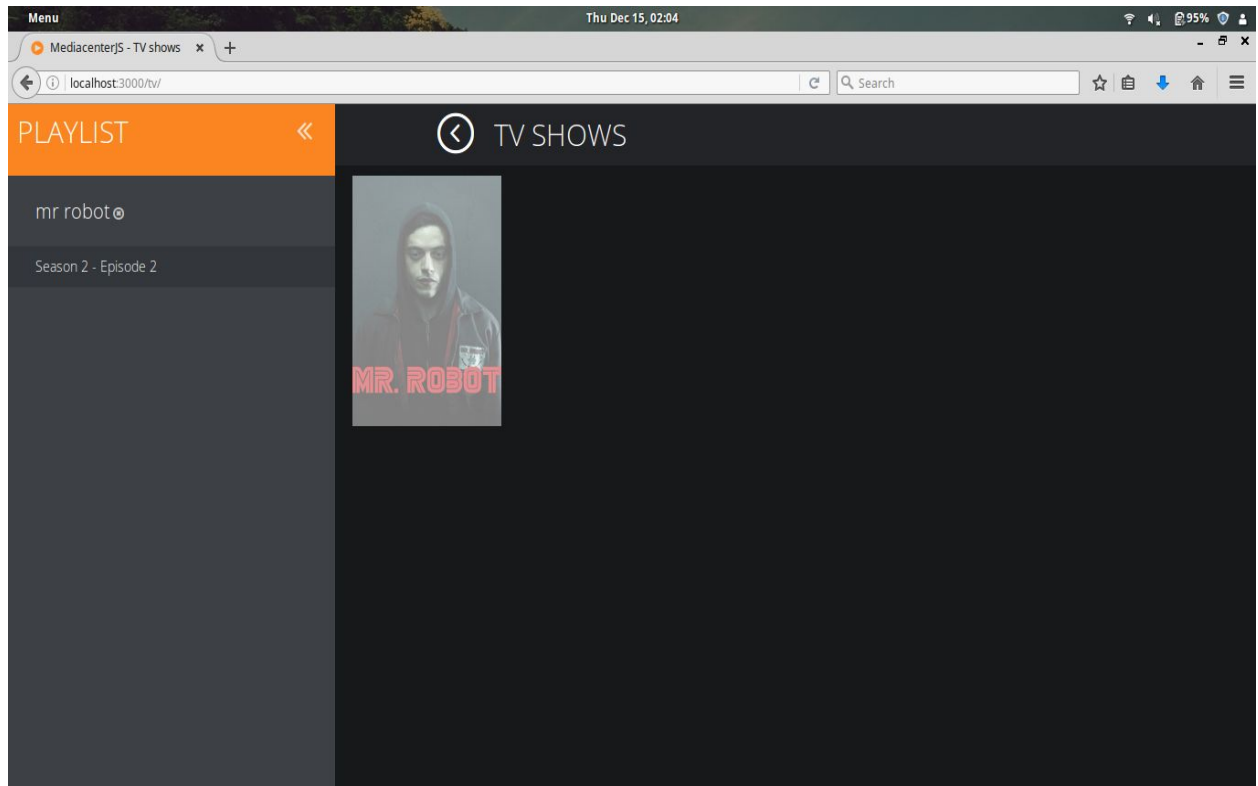 Menu
Thu Dec 15, 02:04
95%
MediacenterJS - TV shows
localhost:3000/tv/
Search
PLAYLIST
TV SHOWS
mr robot
Season 2 - Episode 2
MR. ROBOT